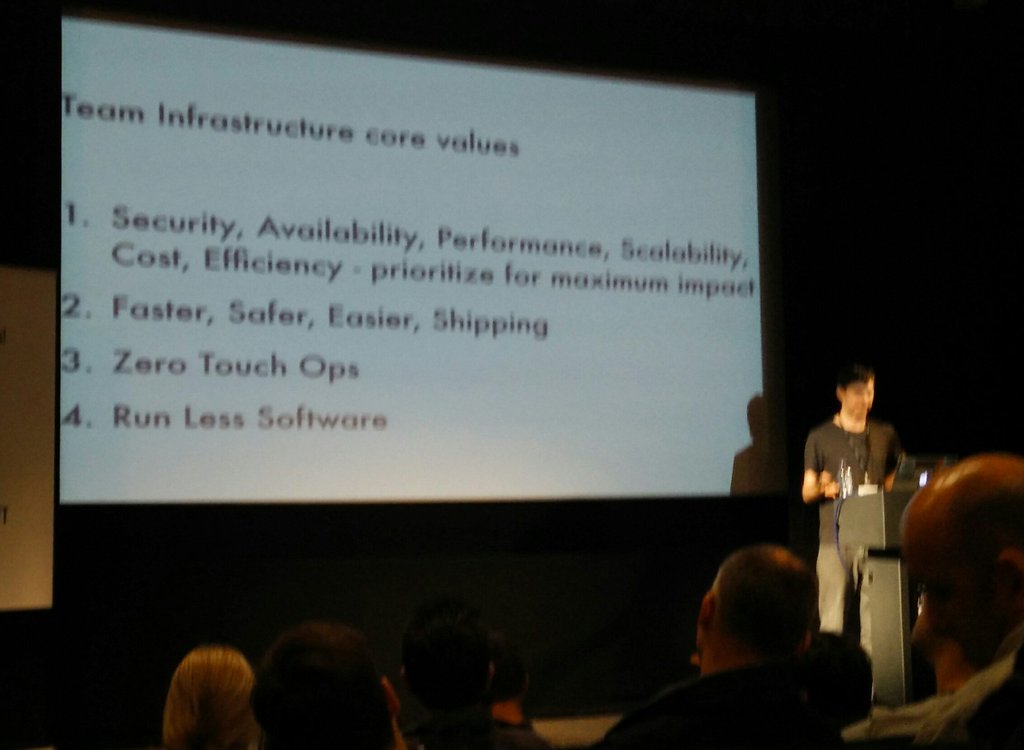 Team Infrastructure core values
1. Security, Availability, Performance, Scalability,
Cost, Efficiency - prioritize for maximum impact
2. Faster, Safer, Easier, Shipping
3. Zero Touch Ops
4. Run Less Software